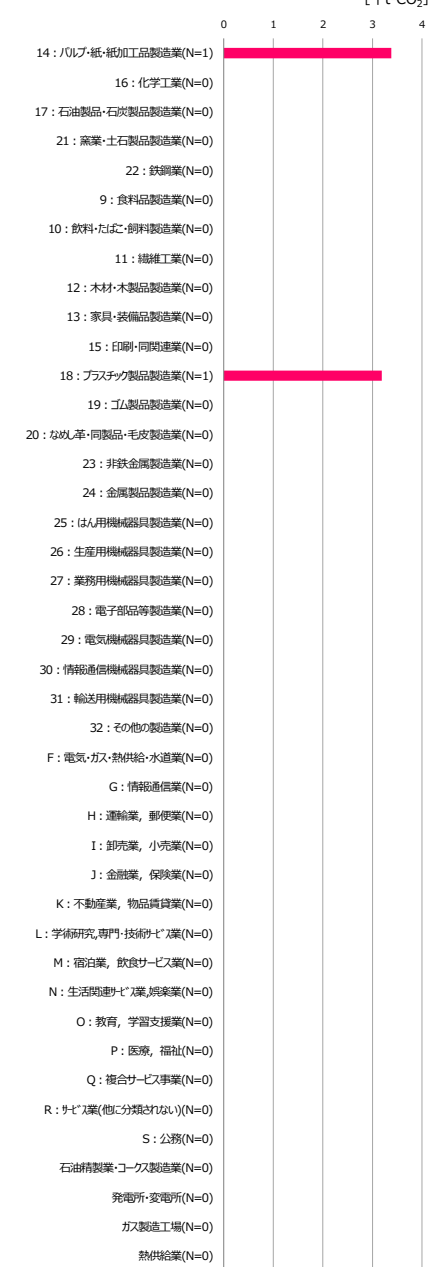 [千t-CO₂]
0 1 2 3 4
14：パルプ・紙・紙加工品製造業(N=1)
16：化学工業(N=0)
17：石油製品・石炭製品製造業(N=0)
21：窯業・土石製品製造業(N=0)
22：鉄鋼業(N=0)
9：食料品製造業(N=0)
10：飲料・たばこ・飼料製造業(N=0)
11：繊維工業(N=0)
12：木材・木製品製造業(N=0)
13：家具・装備品製造業(N=0)
15：印刷・同関連業(N=0)
18：プラスチック製品製造業(N=1)
19：ゴム製品製造業(N=0)
20：なめし革・同製品・毛皮製造業(N=0)
23：非鉄金属製造業(N=0)
24：金属製品製造業(N=0)
25：はん用機械器具製造業(N=0)
26：生産用機械器具製造業(N=0)
27：業務用機械器具製造業(N=0)
28：電子部品等製造業(N=0)
29：電気機械器具製造業(N=0)
30：情報通信機械器具製造業(N=0)
31：輸送用機械器具製造業(N=0)
32：その他の製造業(N=0)
F：電気・ガス・熱供給・水道業(N=0)
G：情報通信業(N=0)
H：運輸業，郵便業(N=0)
I：卸売業，小売業(N=0)
J：金融業，保険業(N=0)
K：不動産業，物品賃貸業(N=0)
L：学術研究,専門・技術ｻｰﾋﾞｽ業(N=0)
M：宿泊業，飲食サービス業(N=0)
N：生活関連ｻｰﾋﾞｽ業,娯楽業(N=0)
O：教育，学習支援業(N=0)
P：医療，福祉(N=0)
Q：複合サービス事業(N=0)
R：ｻｰﾋﾞｽ業(他に分類されない)(N=0)
S：公務(N=0)
石油精製業・コークス製造業(N=0)
発電所・変電所(N=0)
ガス製造工場(N=0)
熱供給業(N=0)